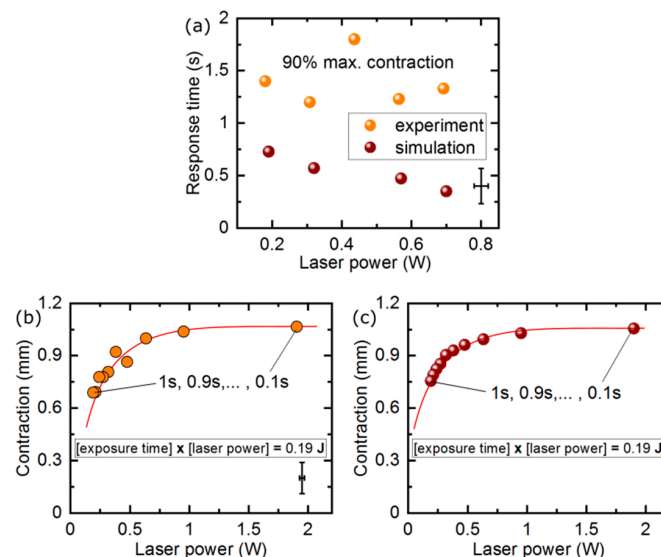 (a)
2
1.5
1
0.5
0
Response time (s)
90% max. contraction
experiment
simulation
0.2 0.4 0.6 0.8
Laser power (W)
(b)
1.2
0.9
0.6
0.3
0
Contraction (mm)
1s, 0.9s,... , 0.1s
[exposure time] x [laser power] = 0.19 J
0 0.5 1 1.5 2
Laser power (W)
(c)
1.2
0.9
0.6
0.3
0
Contraction (mm)
1s, 0.9s,... , 0.1s
[exposure time] x [laser power] = 0.19 J
0 0.5 1 1.5 2
Laser power (W)